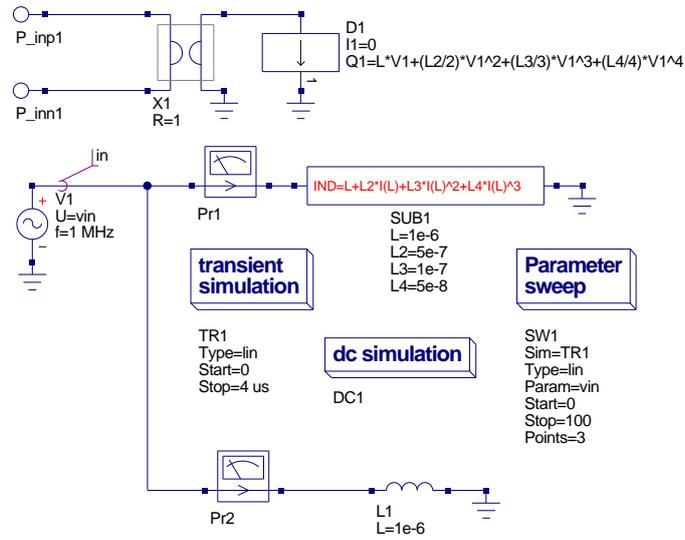 P_inp1
P_inn1
X1
R=1
D1
I1=0
Q1=L*V1+(L2/2)*V1^2+(L3/3)*V1^3+(L4/4)*V1^4
1
in
+
V1
U=vin
f=1 MHz
−
Pr1
IND=L+L2*I(L)+L3*I(L)^2+L4*I(L)^3
SUB1
L=1e-6
L2=5e-7
L3=1e-7
L4=5e-8
transient
simulation
TR1
Type=lin
Start=0
Stop=4 us
dc simulation
DC1
Parameter
sweep
SW1
Sim=TR1
Type=lin
Param=vin
Start=0
Stop=100
Points=3
Pr2
L1
L=1e-6